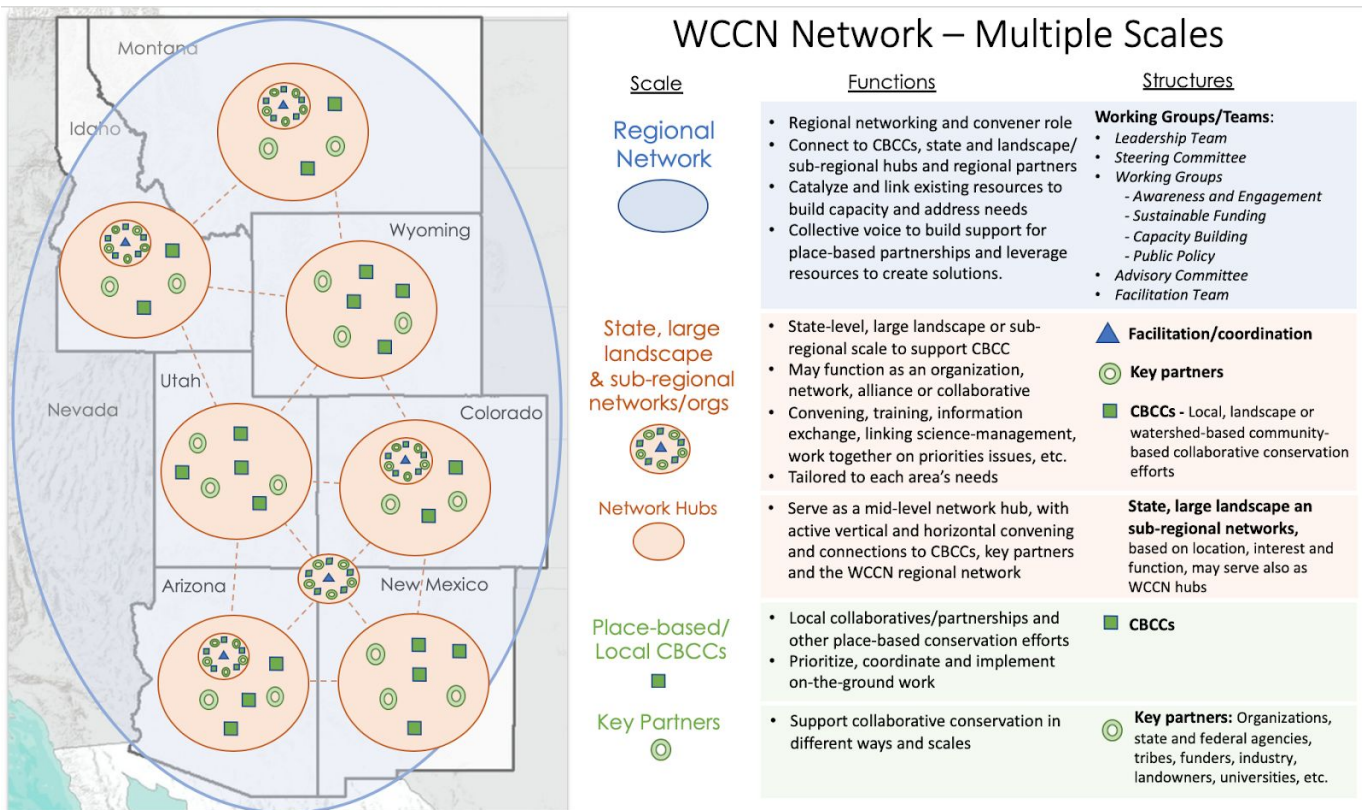 WCCN Network – Multiple Scales
Montana
Idaho
Wyoming
Utah
Nevada
Colorado
Arizona
New Mexico
Scale
Functions
Structures
Regional
Network
• Regional networking and convener role
• Connect to CBCCs, state and landscape/
sub-regional hubs and regional partners
• Catalyze and link existing resources to
build capacity and address needs
• Collective voice to build support for
place-based partnerships and leverage
resources to create solutions.
Working Groups/Teams:
• Leadership Team
• Steering Committee
• Working Groups
- Awareness and Engagement
- Sustainable Funding
- Capacity Building
- Public Policy
• Advisory Committee
• Facilitation Team
State, large
landscape
& sub-regional
networks/orgs
• State-level, large landscape or sub-
regional scale to support CBCC
• May function as an organization,
network, alliance or collaborative
• Convening, training, information
exchange, linking science-management,
work together on priorities issues, etc.
• Tailored to each area's needs
Facilitation/coordination
Key partners
CBCCs - Local, landscape or
watershed-based community-
based collaborative conservation
efforts
Network Hubs
• Serve as a mid-level network hub, with
active vertical and horizontal convening
and connections to CBCCs, key partners
and the WCCN regional network
State, large landscape an
sub-regional networks,
based on location, interest and
function, may serve also as
WCCN hubs
Place-based/
Local CBCCs
• Local collaboratives/partnerships and
other place-based conservation efforts
• Prioritize, coordinate and implement
on-the-ground work
CBCCs
Key Partners
• Support collaborative conservation in
different ways and scales
Key partners: Organizations,
state and federal agencies,
tribes, funders, industry,
landowners, universities, etc.